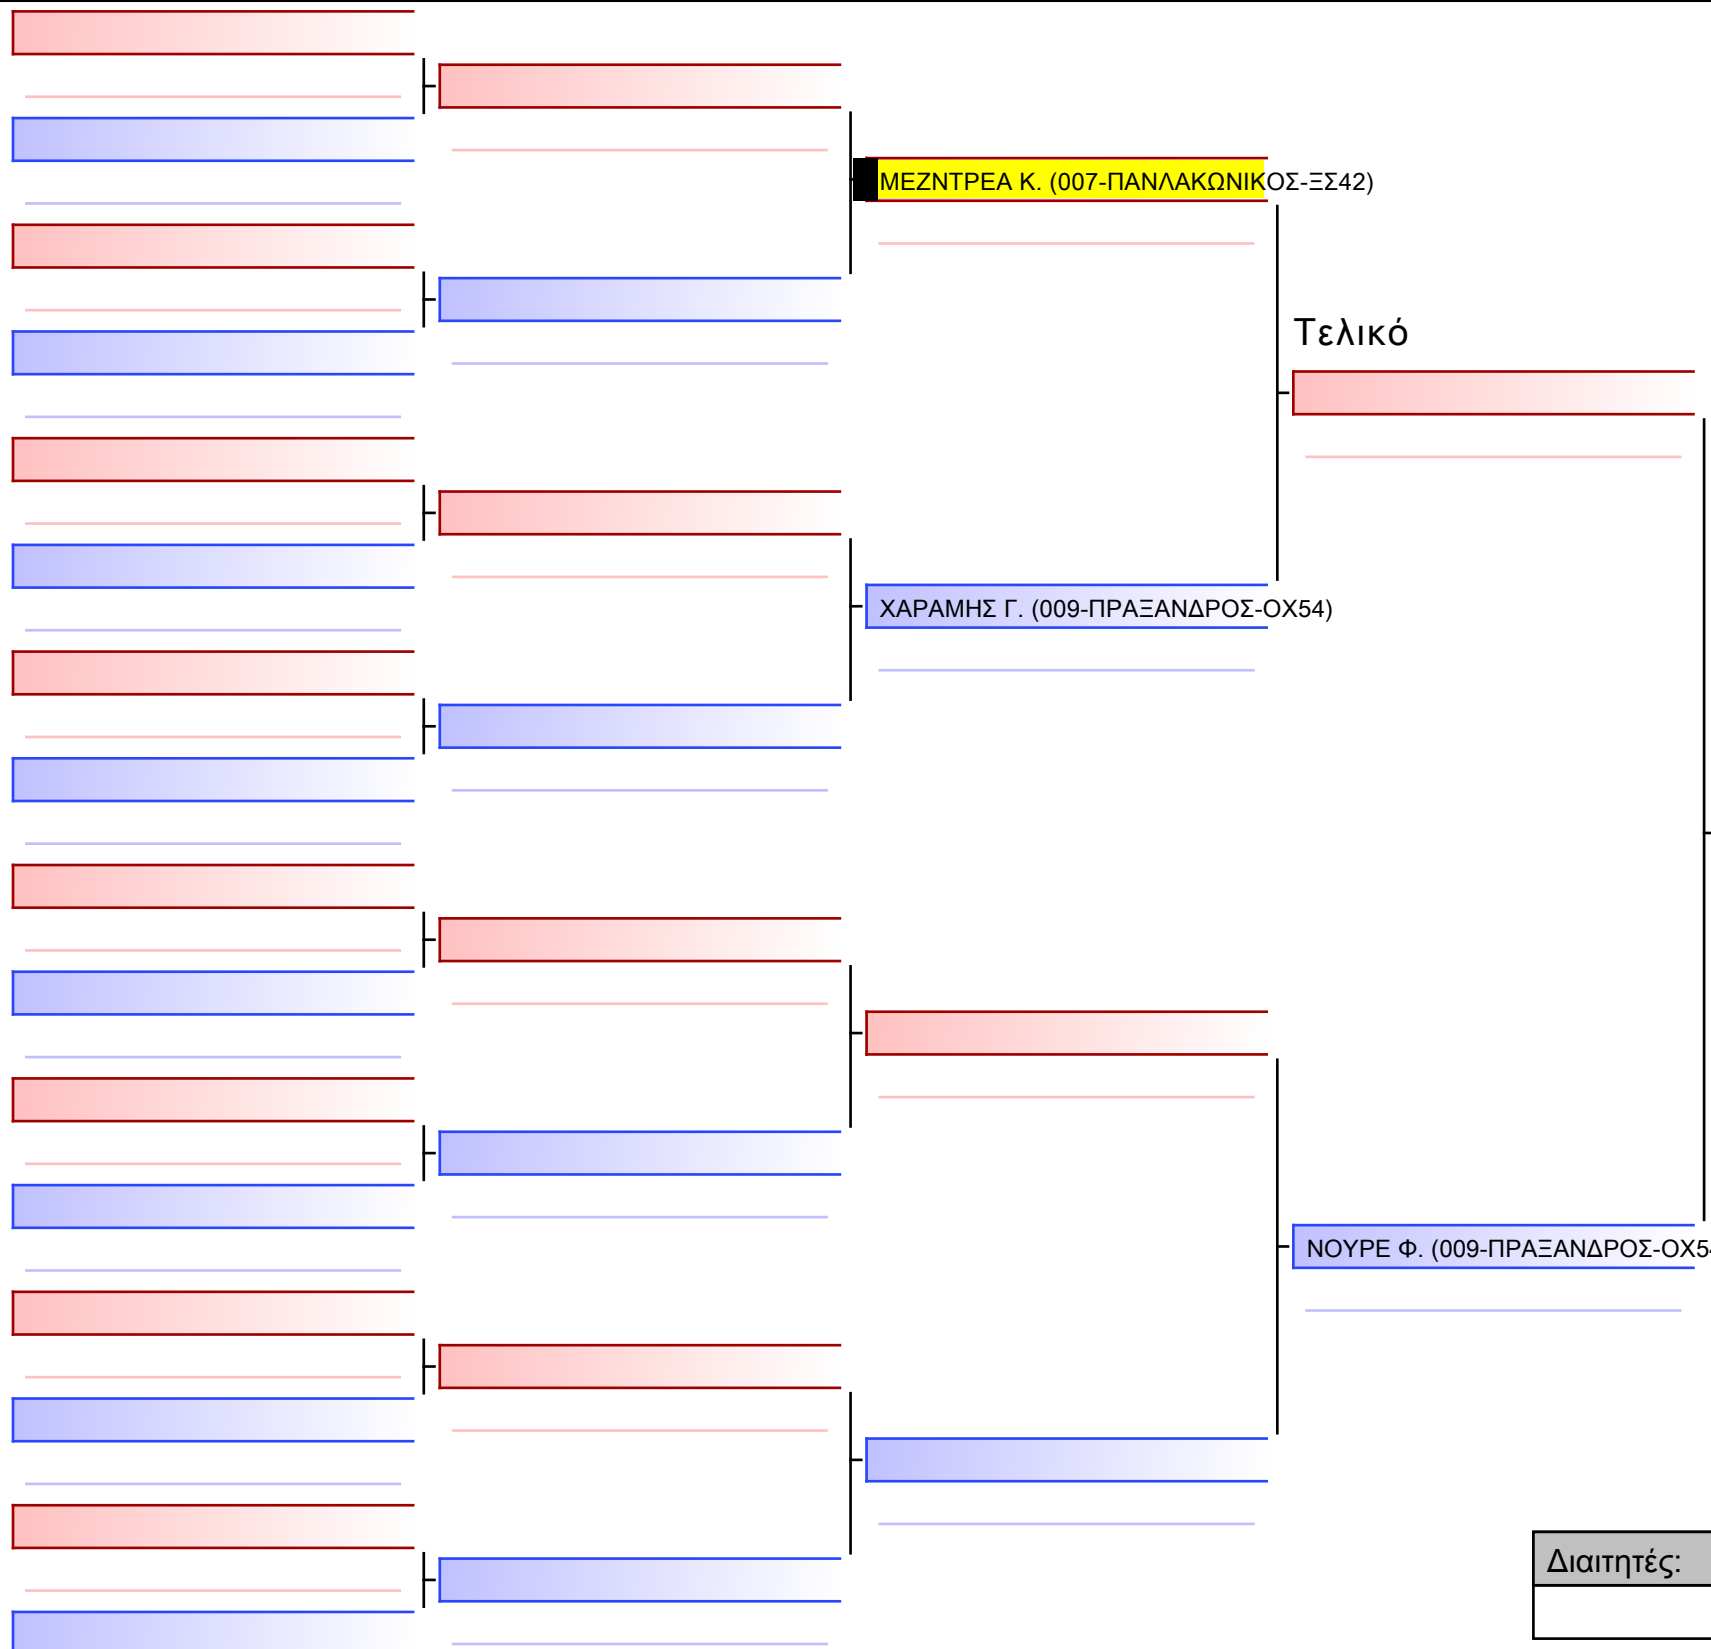 ΜΕΖΝΤΡΕΑ Κ. (007-ΠΑΝΛΑΚΩΝΙΚΟΣ-ΞΣ42)
Τελικό
ΧΑΡΑΜΗΣ Γ. (009-ΠΡΑΞΑΝΔΡΟΣ-ΟΧ54)
ΝΟΥΡΕ Φ. (009-ΠΡΑΞΑΝΔΡΟΣ-ΟΧ5
Διαιτητές: